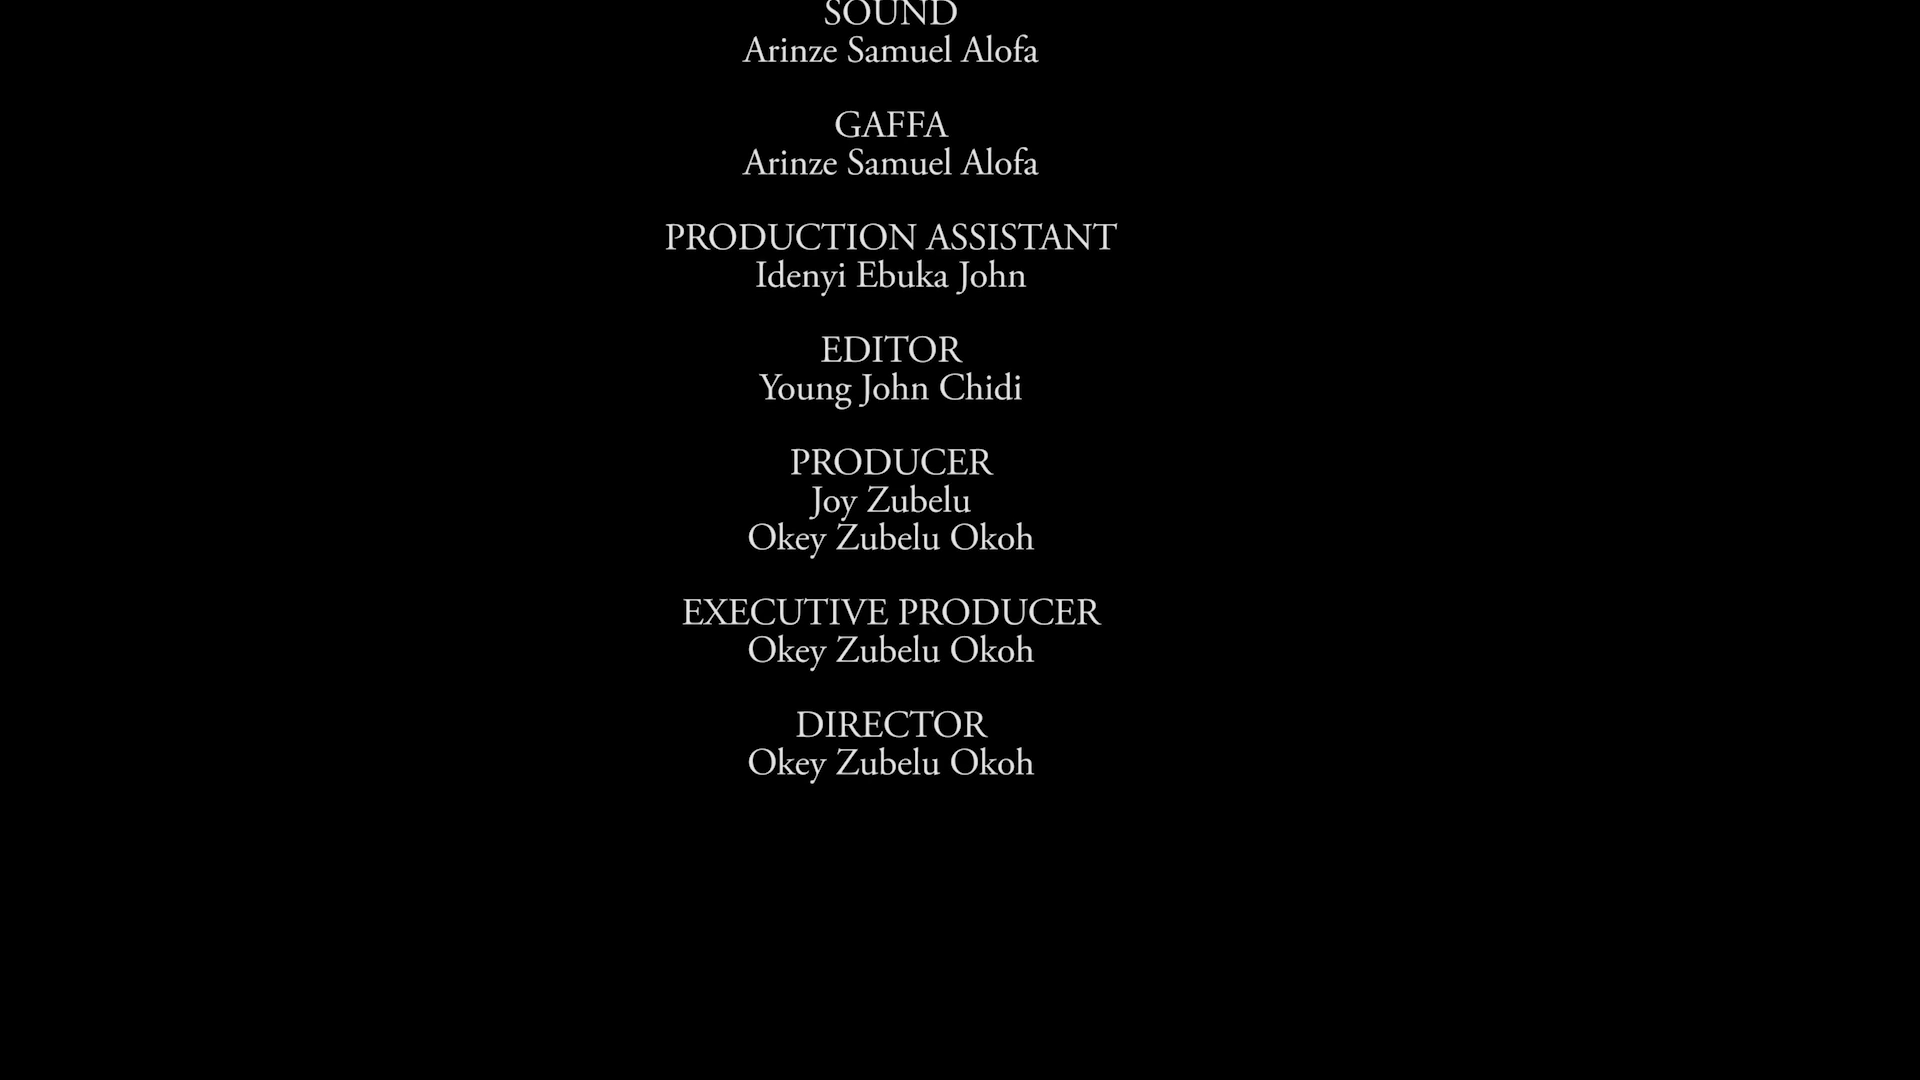 SOUND
Arinze Samuel Alofa
GAFFA
Arinze Samuel Alofa
PRODUCTION ASSISTANT
Idenyi Ebuka John
EDITOR
Young John Chidi
PRODUCER
Joy Zubelu
Okey Zubelu Okoh
EXECUTIVE PRODUCER
Okey Zubelu Okoh
DIRECTOR
Okey Zubelu Okoh